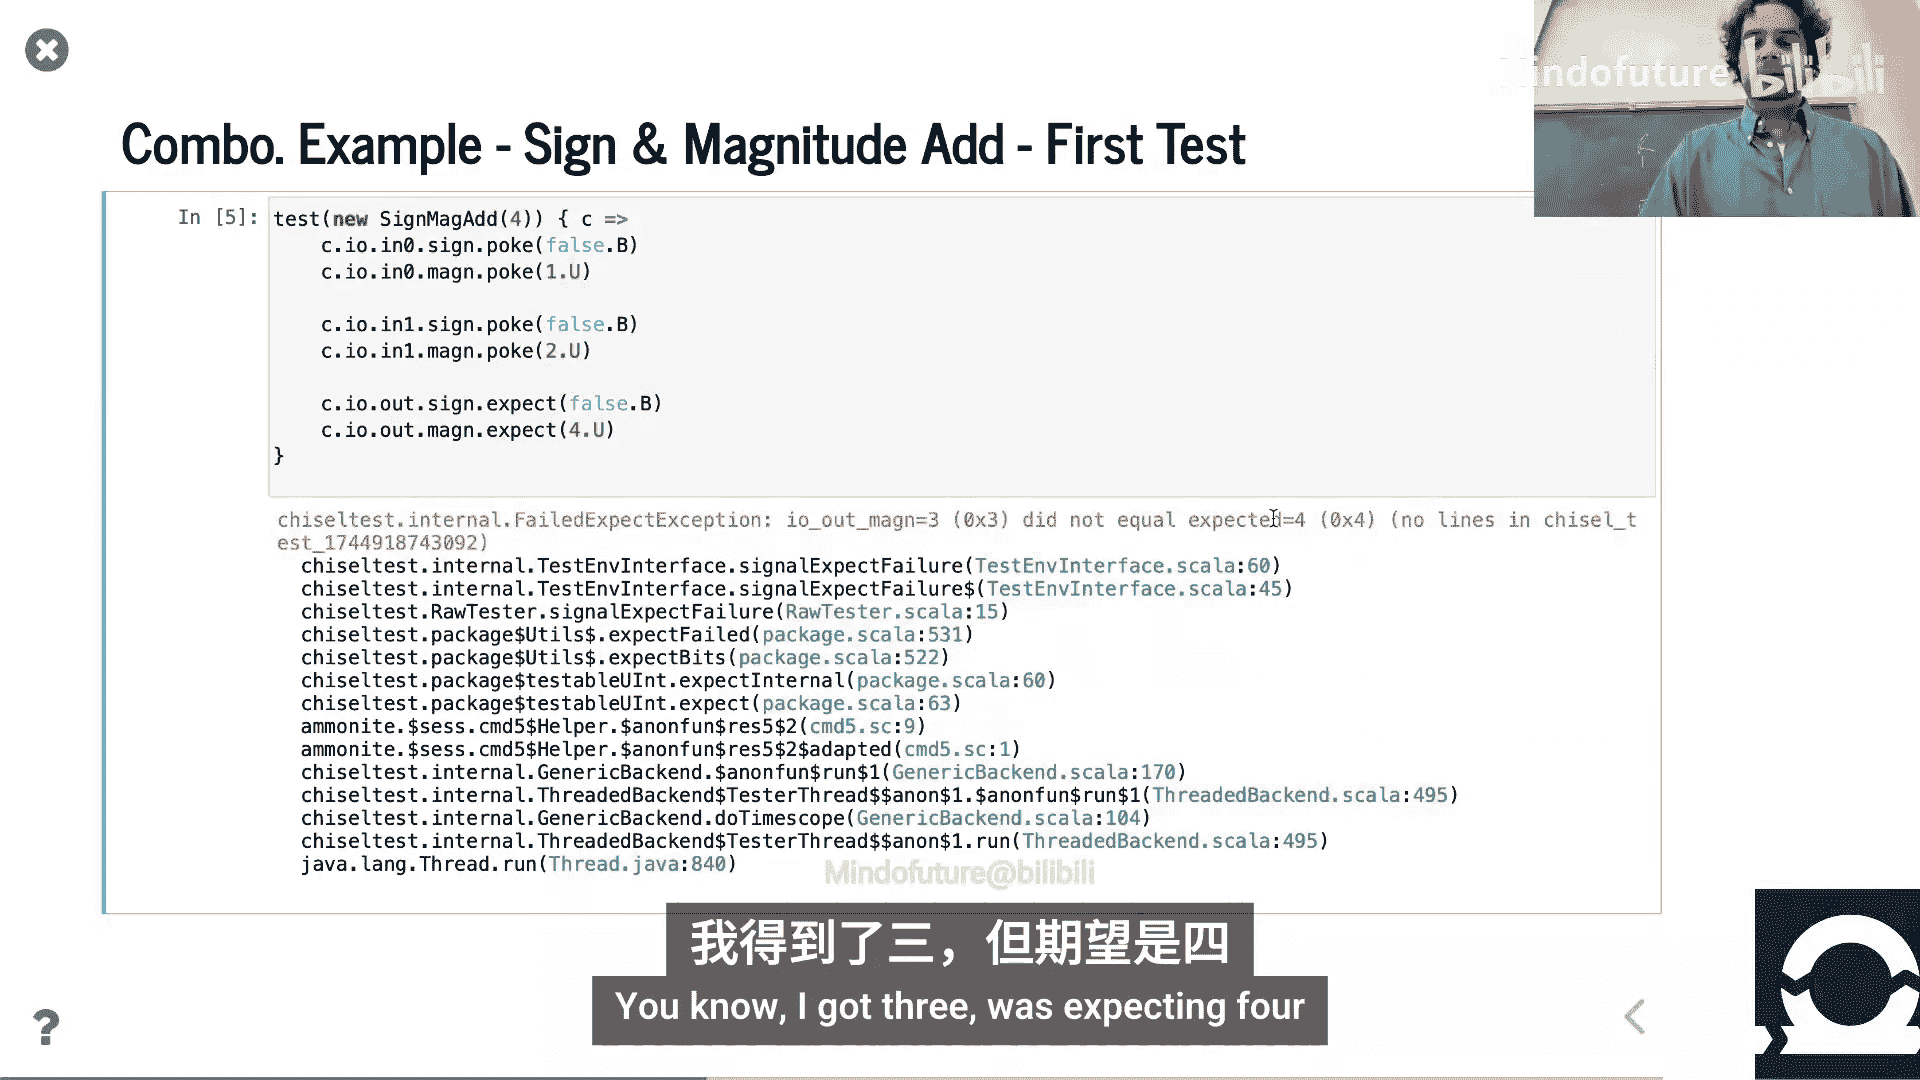 Mindofuture bilibili
Combo. Example - Sign & Magnitude Add - First Test
In [5]:
test(new SignMagAdd(4)) { c =>
    c.io.in0.sign.poke(false.B)
    c.io.in0.magn.poke(1.U)
    c.io.in1.sign.poke(false.B)
    c.io.in1.magn.poke(2.U)
    c.io.out.sign.expect(false.B)
    c.io.out.magn.expect(4.U)
}
chiseltest.internal.FailedExpectException: io_out_magn=3 (0x3) did not equal expected=4 (0x4) (no lines in chisel_t
est_1744918743092)
  chiseltest.internal.TestEnvInterface.signalExpectFailure(TestEnvInterface.scala:60)
  chiseltest.internal.TestEnvInterface.signalExpectFailure$(TestEnvInterface.scala:45)
  chiseltest.RawTester.signalExpectFailure(RawTester.scala:15)
  chiseltest.package$Utils$.expectFailed(package.scala:531)
  chiseltest.package$Utils$.expectBits(package.scala:522)
  chiseltest.package$testableUInt.expectInternal(package.scala:60)
  chiseltest.package$testableUInt.expect(package.scala:63)
  ammonite.$sess.cmd5$Helper.$anonfun$res5$2(cmd5.sc:9)
  ammonite.$sess.cmd5$Helper.$anonfun$res5$2$adapted(cmd5.sc:1)
  chiseltest.internal.GenericBackend.$anonfun$run$1(GenericBackend.scala:170)
  chiseltest.internal.ThreadedBackend$TesterThread$$anon$1.$anonfun$run$1(ThreadedBackend.scala:495)
  chiseltest.internal.GenericBackend.doTimescope(GenericBackend.scala:104)
  chiseltest.internal.ThreadedBackend$TesterThread$$anon$1.run(ThreadedBackend.scala:495)
  java.lang.Thread.run(Thread.java:840)
Mindofuture@bilibili
我得到了三，但期望是四
You know, I got three, was expecting four
?